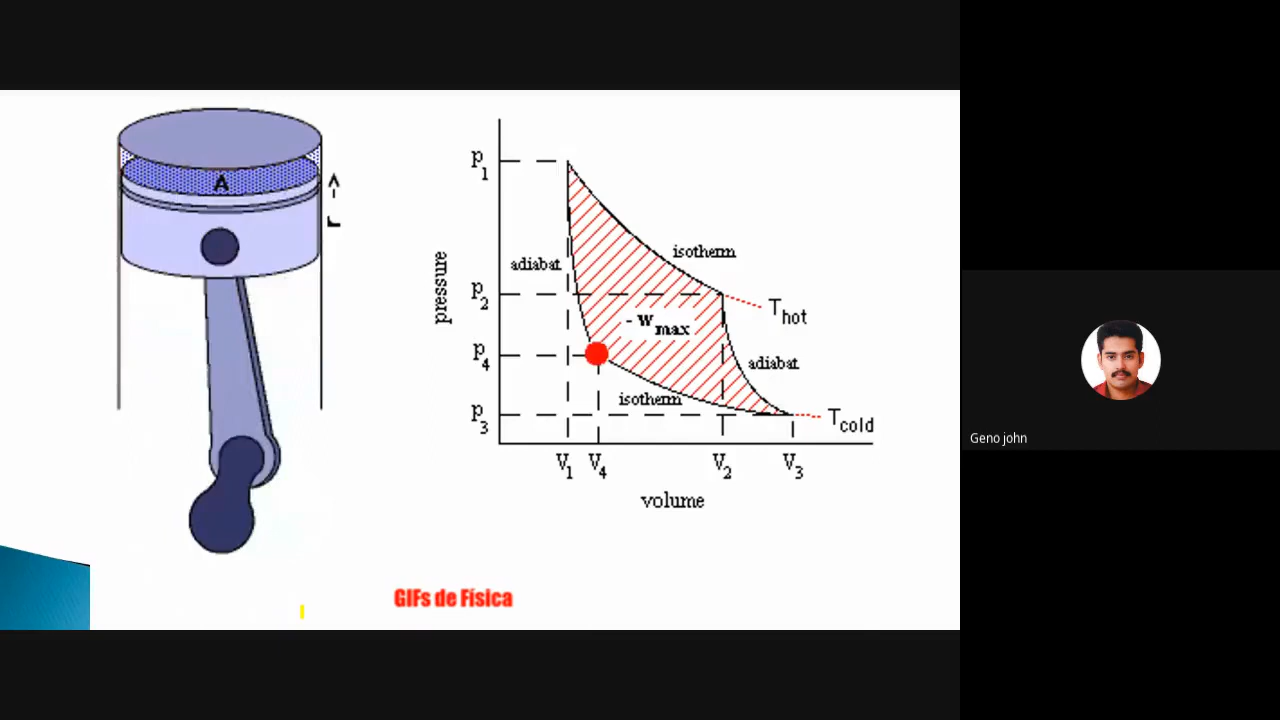 A
P1
P2
P4
P3
pressure
adiabat
isotherm
Thot
- wmax
adiabat
isotherm
Tcold
V1 V4 V2 V3
volume
GIFs de Física
Geno john